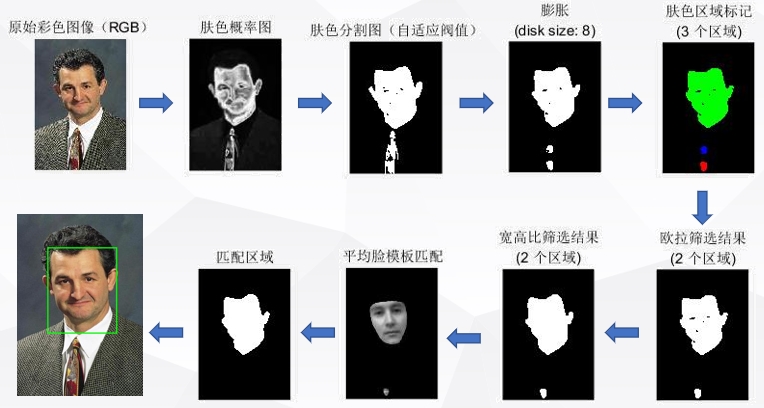 原始彩色图像（RGB）
肤色概率图
肤色分割图（自适应阀值）
膨胀
(disk size: 8)
肤色区域标记
(3 个区域)
匹配区域
平均脸模板匹配
宽高比筛选结果
(2 个区域)
欧拉筛选结果
(2 个区域)